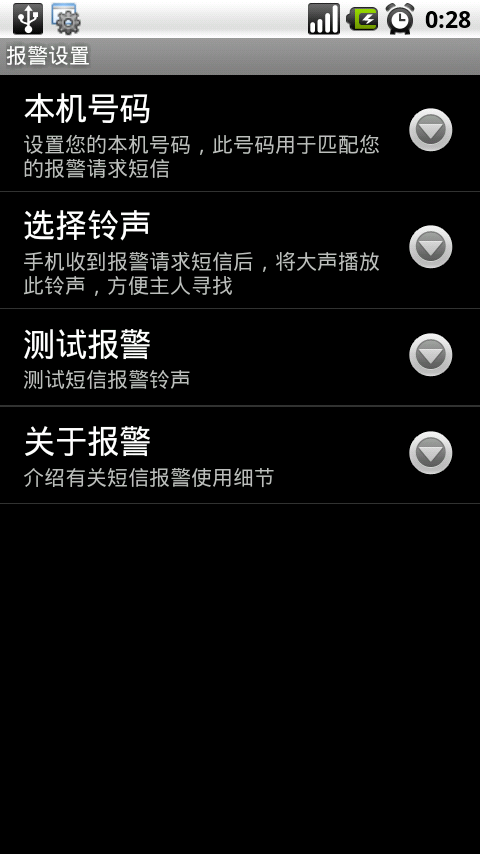 0:28
报警设置
本机号码
设置您的本机号码，此号码用于匹配您
的报警请求短信
选择铃声
手机收到报警请求短信后，将大声播放
此铃声，方便主人寻找
测试报警
测试短信报警铃声
关于报警
介绍有关短信报警使用细节